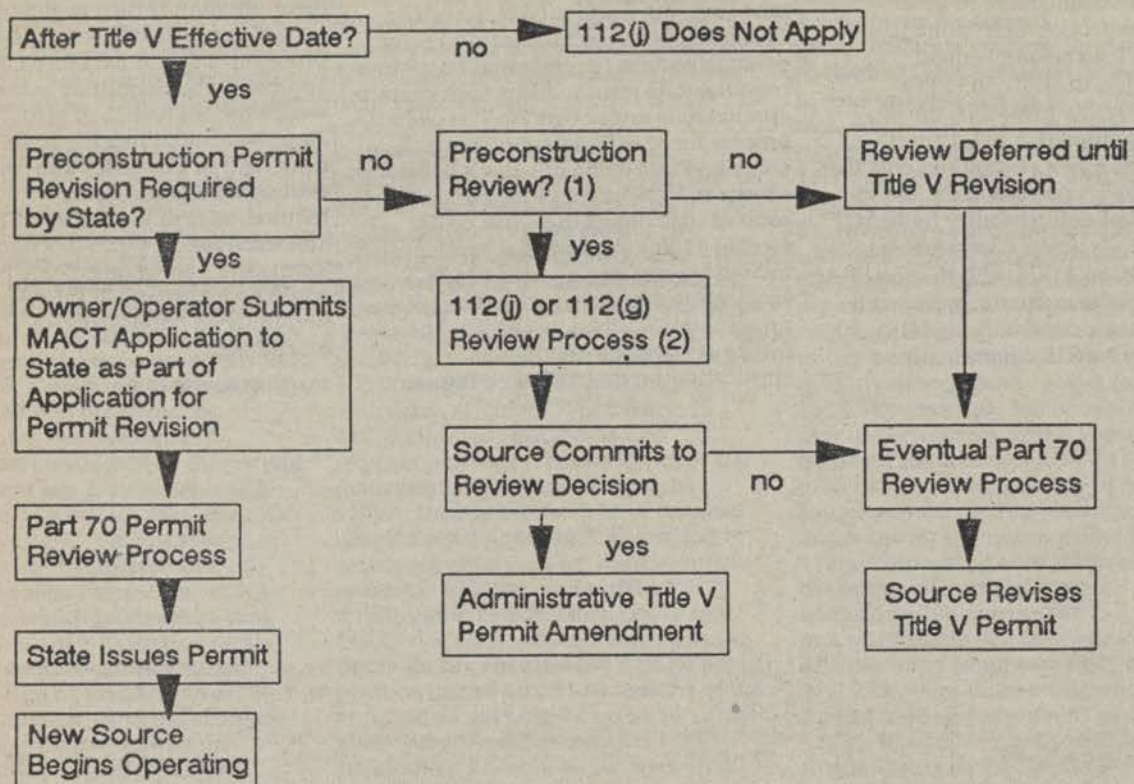 After Title V Effective Date?
no
112(j) Does Not Apply
yes
Preconstruction Permit
Revision Required
by State?
no
Preconstruction
Review? (1)
no
Review Deferred until
Title V Revision
yes
yes
Owner/Operator Submits
MACT Application to
State as Part of
Application for
Permit Revision
112(j) or 112(g)
Review Process (2)
Source Commits to
Review Decision
no
Eventual Part 70
Review Process
Part 70 Permit
Review Process
yes
Administrative Title V
Permit Amendment
Source Revises
Title V Permit
State Issues Permit
New Source
Begins Operating